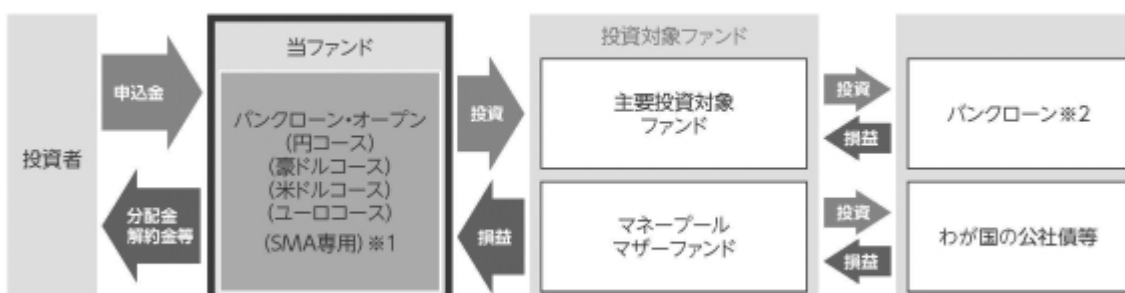 投資者
申込金
分配金
解約金等
当ファンド
バンクローン・オープン
(円コース)
(豪ドルコース)
(米ドルコース)
(ユーロコース)
(SMA専用)※1
投資
損益
投資対象ファンド
主要投資対象
ファンド
マネープール
マザーファンド
投資
損益
投資
損益
バンクローン※2
わが国の公社債等